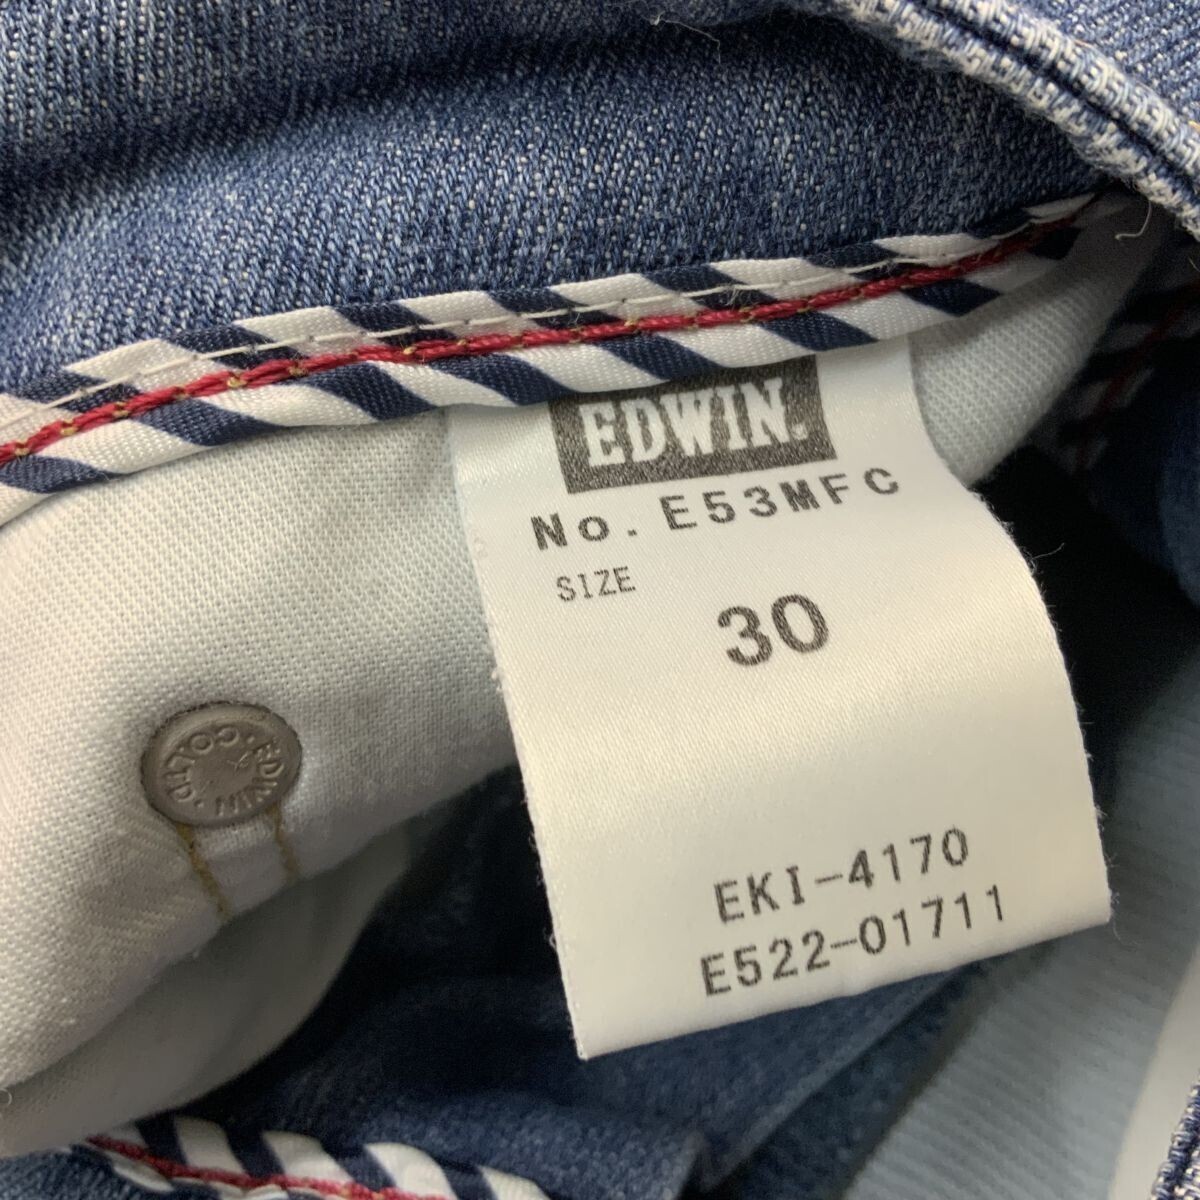 EDWIN.
No. E53MFC
SIZE
30
EKI-4170
E522-01711
EDWIN・CO.LTD・